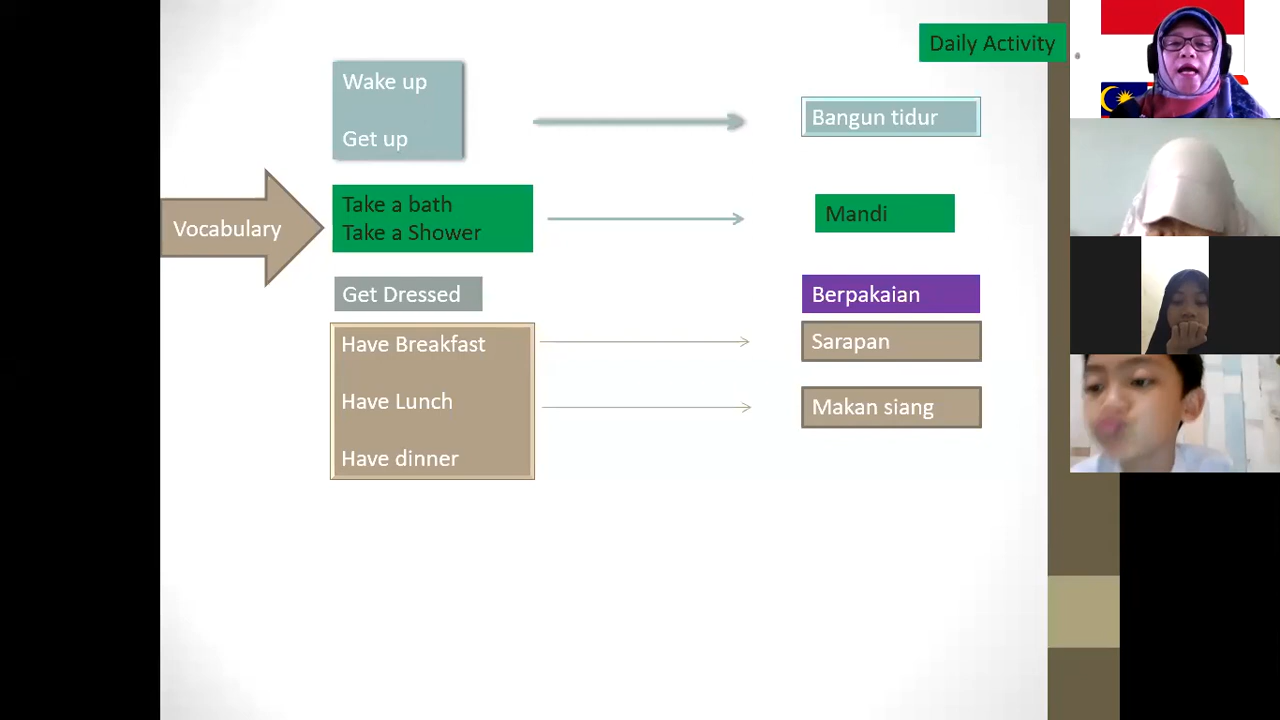 Daily Activity
Wake up
Get up
Bangun tidur
Vocabulary
Take a bath
Take a Shower
Mandi
Get Dressed
Berpakaian
Have Breakfast
Sarapan
Have Lunch
Makan siang
Have dinner